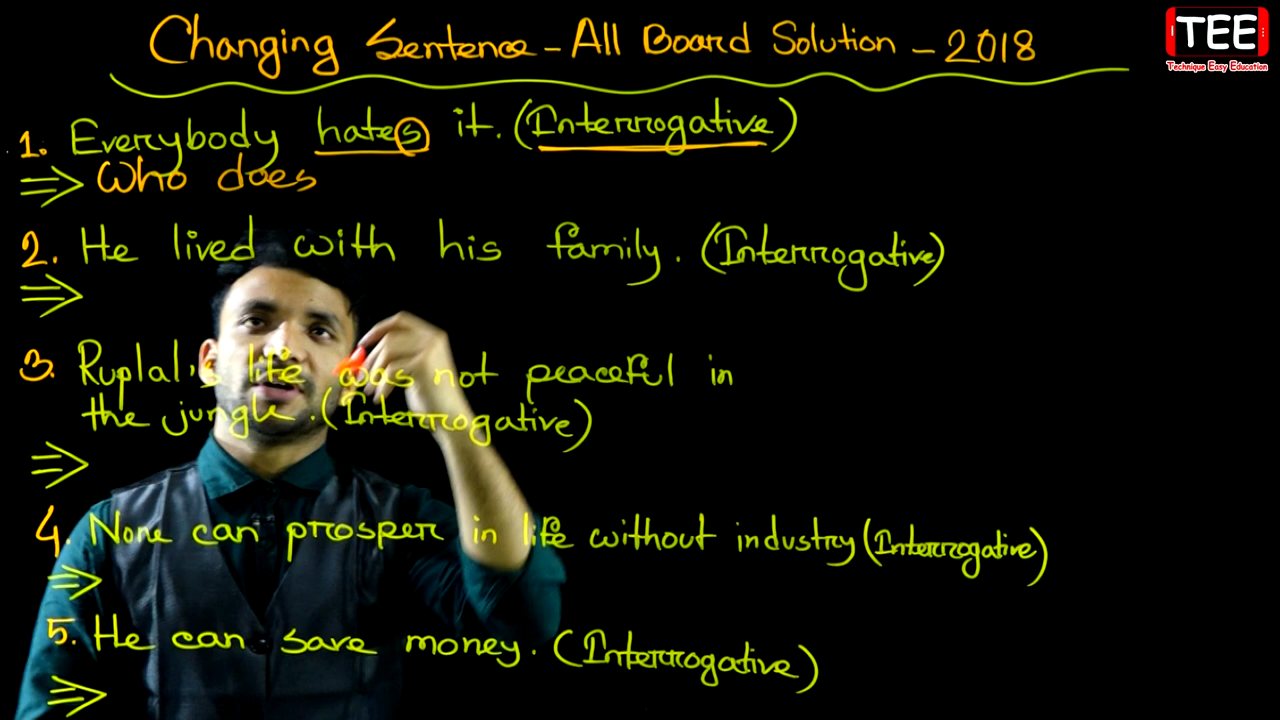 Changing Sentence - All Board Solution - 2018
TEE
Technique Easy Education
1. Everybody hates it. (Interrogative)
⇒ Who does
2. He lived with his family. (Interrogative)
⇒
3. Ruplal's life was not peaceful in
the jungle. (Interrogative)
⇒
4. None can prosper in life without industry (Interrogative)
⇒
5. He can save money. (Interrogative)
⇒